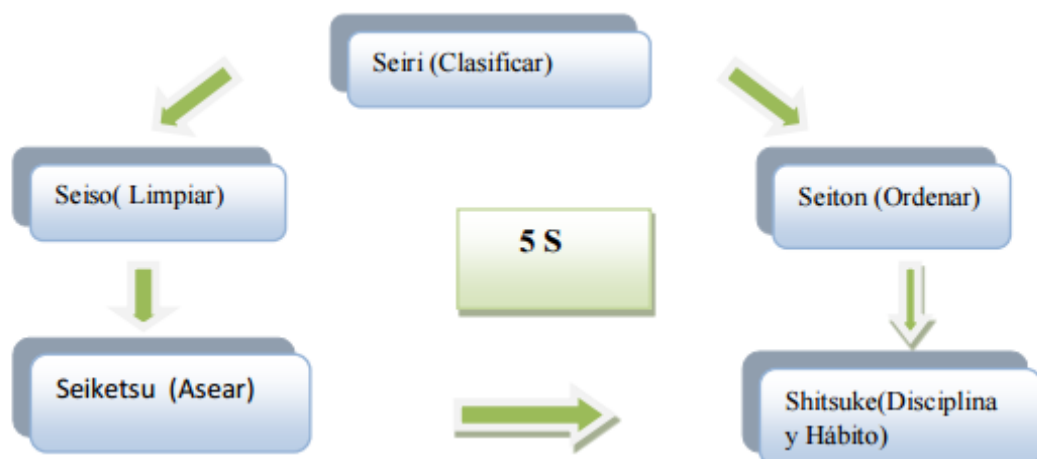 Seiri (Clasificar)
Seiso( Limpiar)
Seiton (Ordenar)
5 S
Seiketsu (Asear)
Shitsuke(Disciplina
y Hábito)